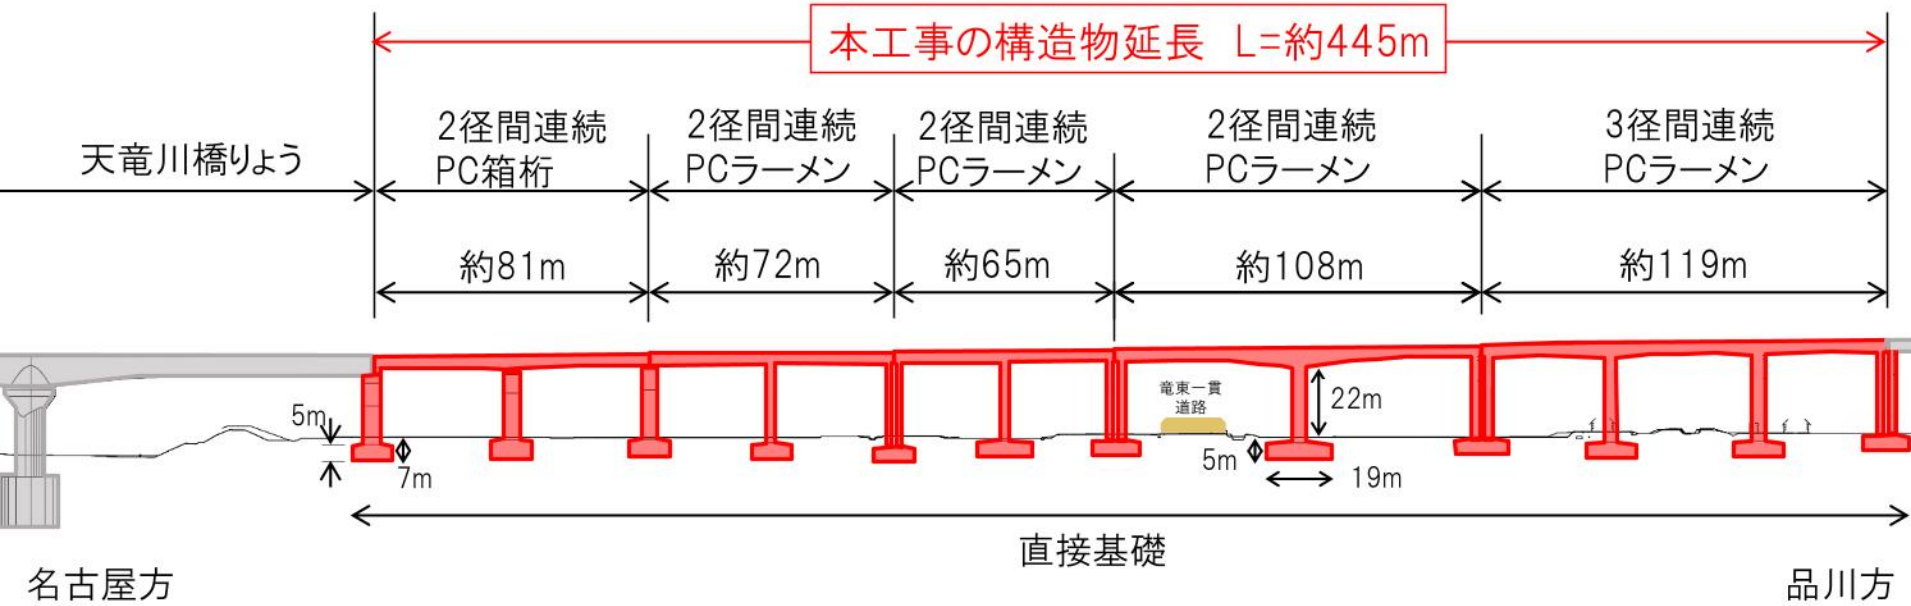 本工事の構造物延長 L=約445m
天竜川橋りょう
2径間連続
PC箱桁
2径間連続
PCラーメン
2径間連続
PCラーメン
2径間連続
PCラーメン
3径間連続
PCラーメン
約81m
約72m
約65m
約108m
約119m
竜東一貫
道路
22m
5m
7m
5m
19m
直接基礎
名古屋方
品川方